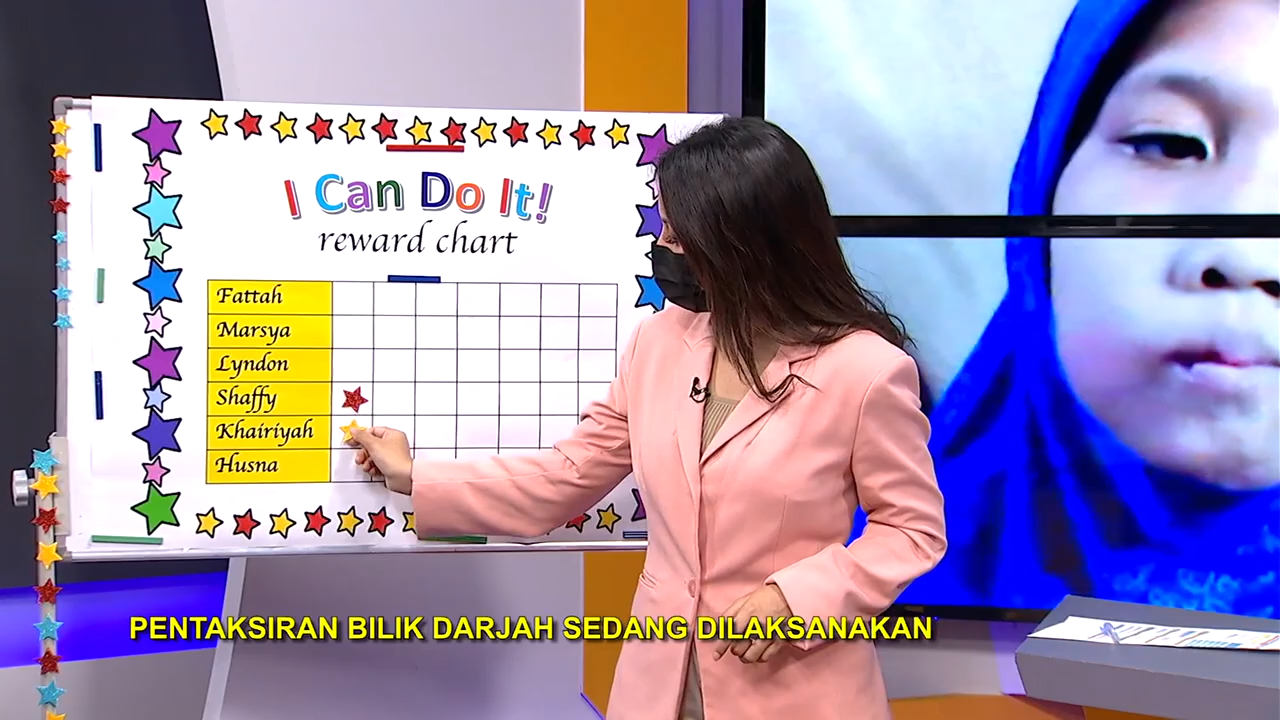 I Can Do It!
reward chart
Fattah
Marsya
Lyndon
Shaffy
Khairiyah
Husna
PENTAKSIRAN BILIK DARJAH SEDANG DILAKSANAKAN